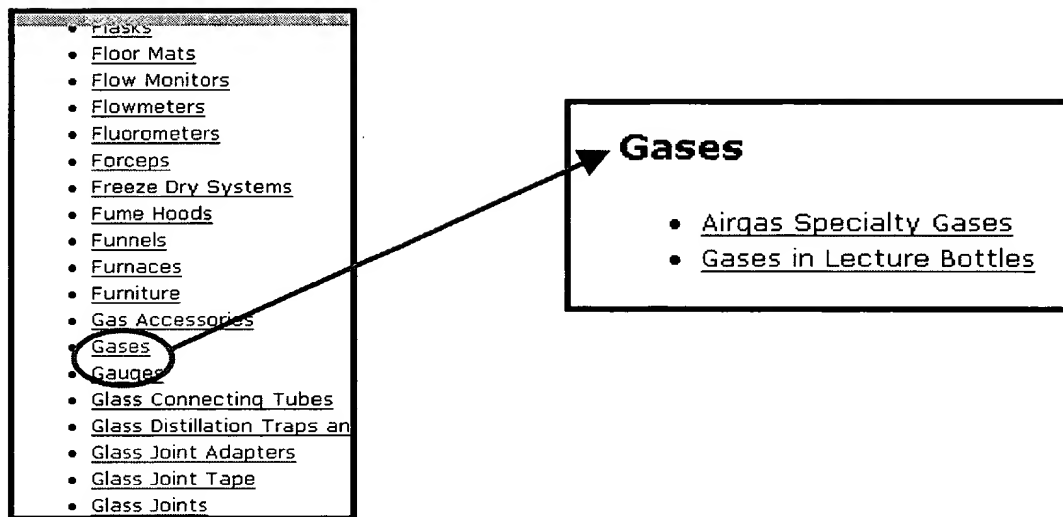 • Flasks
• Floor Mats
• Flow Monitors
• Flowmeters
• Fluorometers
• Forceps
• Freeze Dry Systems
• Fume Hoods
• Funnels
• Furnaces
• Furniture
• Gas Accessories
• Gases
• Gauges
• Glass Connecting Tubes
• Glass Distillation Traps an
• Glass Joint Adapters
• Glass Joint Tape
• Glass Joints
Gases
• Airgas Specialty Gases
• Gases in Lecture Bottles